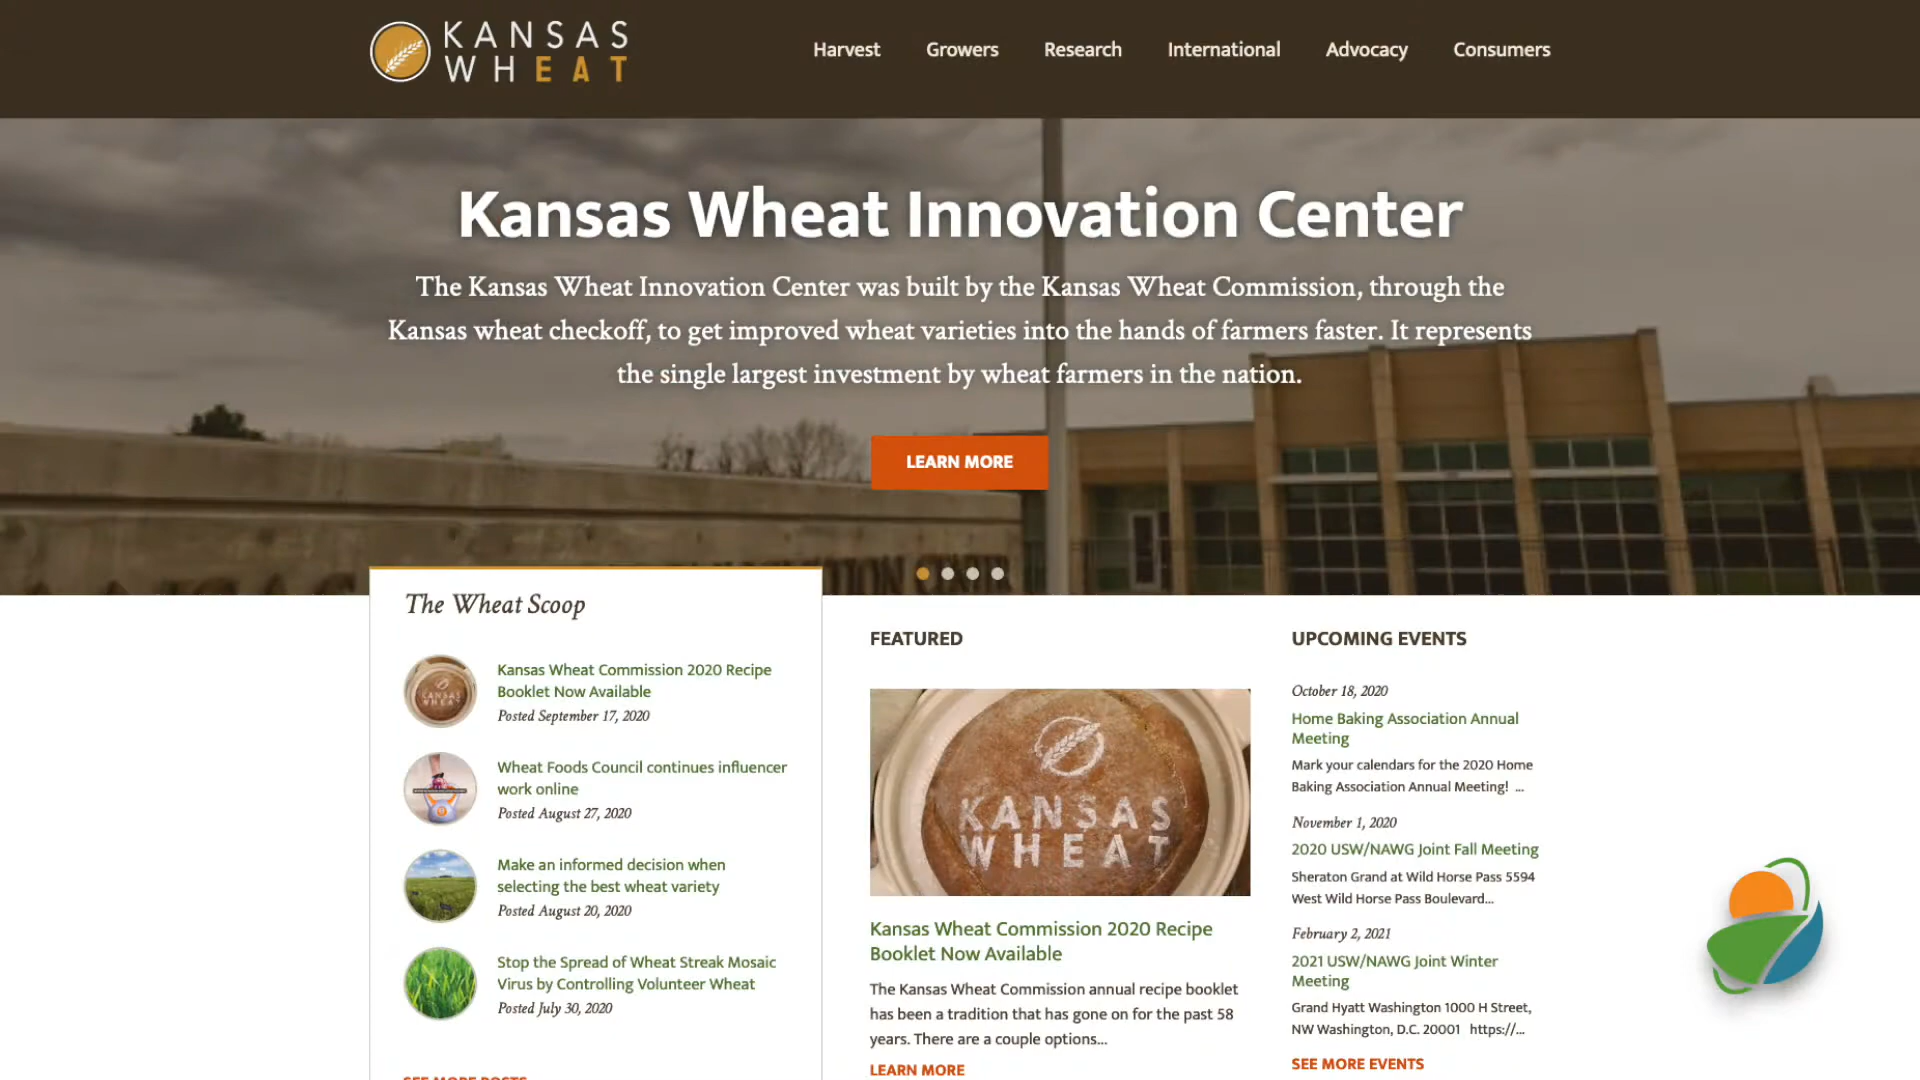 KANSAS
WHEAT
Harvest
Growers
Research
International
Advocacy
Consumers
Kansas Wheat Innovation Center
The Kansas Wheat Innovation Center was built by the Kansas Wheat Commission, through the
Kansas wheat checkoff, to get improved wheat varieties into the hands of farmers faster. It represents
the single largest investment by wheat farmers in the nation.
LEARN MORE
The Wheat Scoop
Kansas Wheat Commission 2020 Recipe
Booklet Now Available
Posted September 17, 2020
Wheat Foods Council continues influencer
work online
Posted August 27, 2020
Make an informed decision when
selecting the best wheat variety
Posted August 20, 2020
Stop the Spread of Wheat Streak Mosaic
Virus by Controlling Volunteer Wheat
Posted July 30, 2020
SEE MORE POSTS
FEATURED
KANSAS
WHEAT
Kansas Wheat Commission 2020 Recipe
Booklet Now Available
The Kansas Wheat Commission annual recipe booklet
has been a tradition that has gone on for the past 58
years. There are a couple options...
LEARN MORE
UPCOMING EVENTS
October 18, 2020
Home Baking Association Annual
Meeting
Mark your calendars for the 2020 Home
Baking Association Annual Meeting! ...
November 1, 2020
2020 USW/NAWG Joint Fall Meeting
Sheraton Grand at Wild Horse Pass 5594
West Wild Horse Pass Boulevard...
February 2, 2021
2021 USW/NAWG Joint Winter
Meeting
Grand Hyatt Washington 1000 H Street,
NW Washington, D.C. 20001 https://...
SEE MORE EVENTS